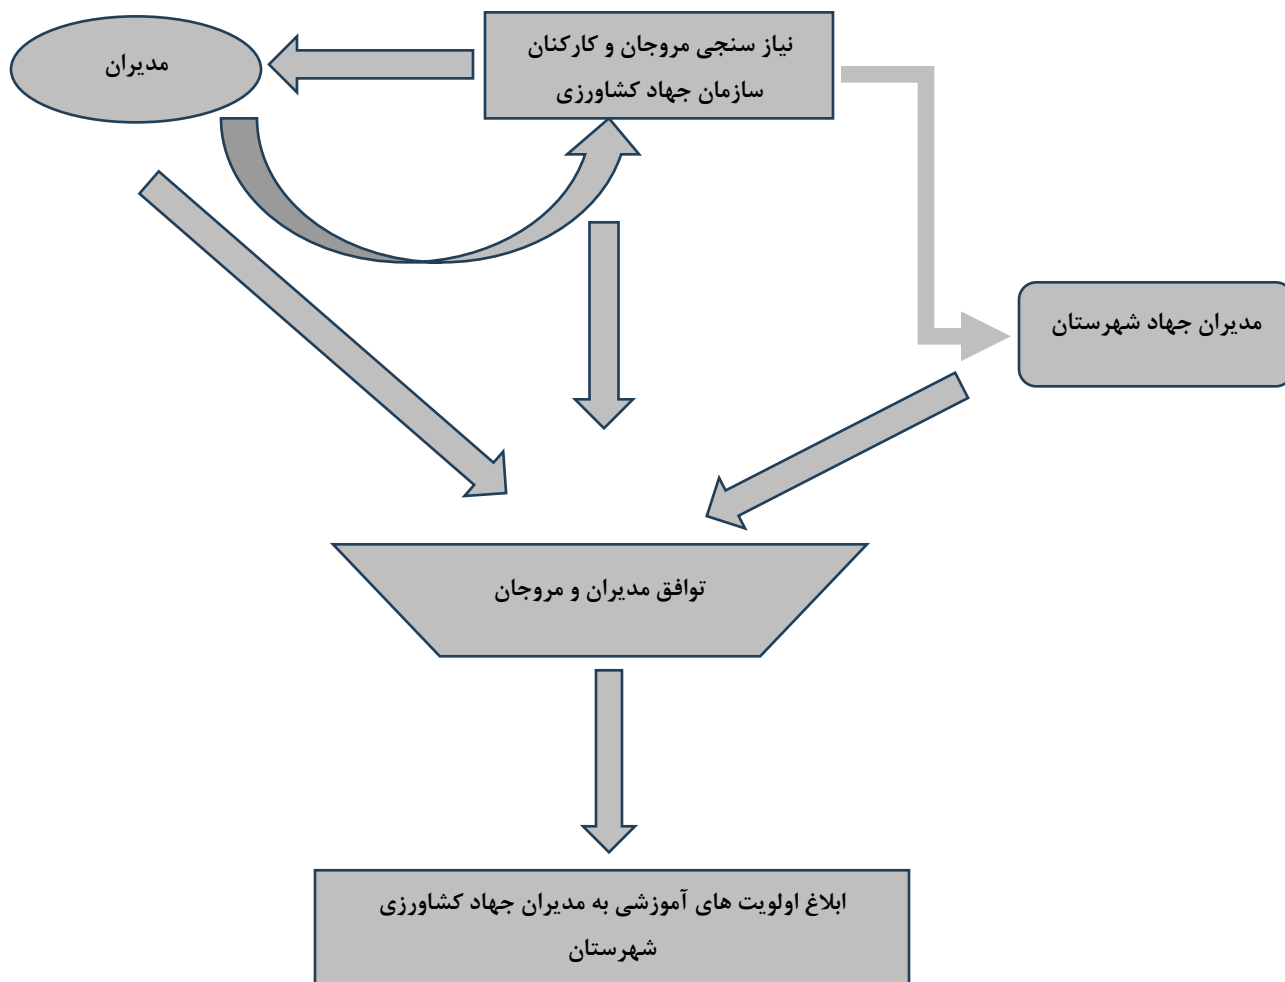 نیاز سنجی مروجان و کارکنان
سازمان جهاد کشاورزی
مدیران
مدیران جهاد شهرستان
توافق مدیران و مروجان
ابلاغ اولویت های آموزشی به مدیران جهاد کشاورزی
شهرستان